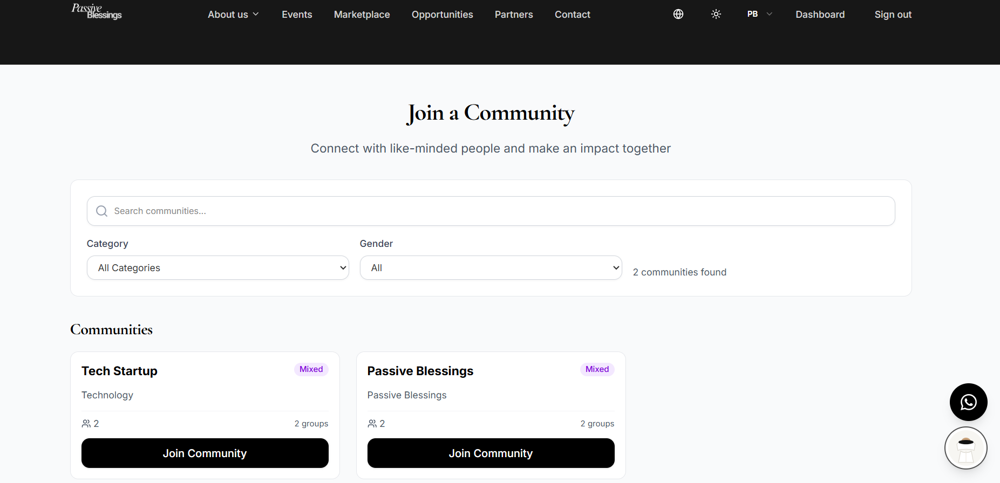 Passive
Blessings
About us
Events
Marketplace
Opportunities
Partners
Contact
PB
Dashboard
Sign out
Join a Community
Connect with like-minded people and make an impact together
Search communities...
Category
Gender
All Categories
All
2 communities found
Communities
Tech Startup
Mixed
Technology
2
2 groups
Join Community
Passive Blessings
Mixed
Passive Blessings
2
2 groups
Join Community